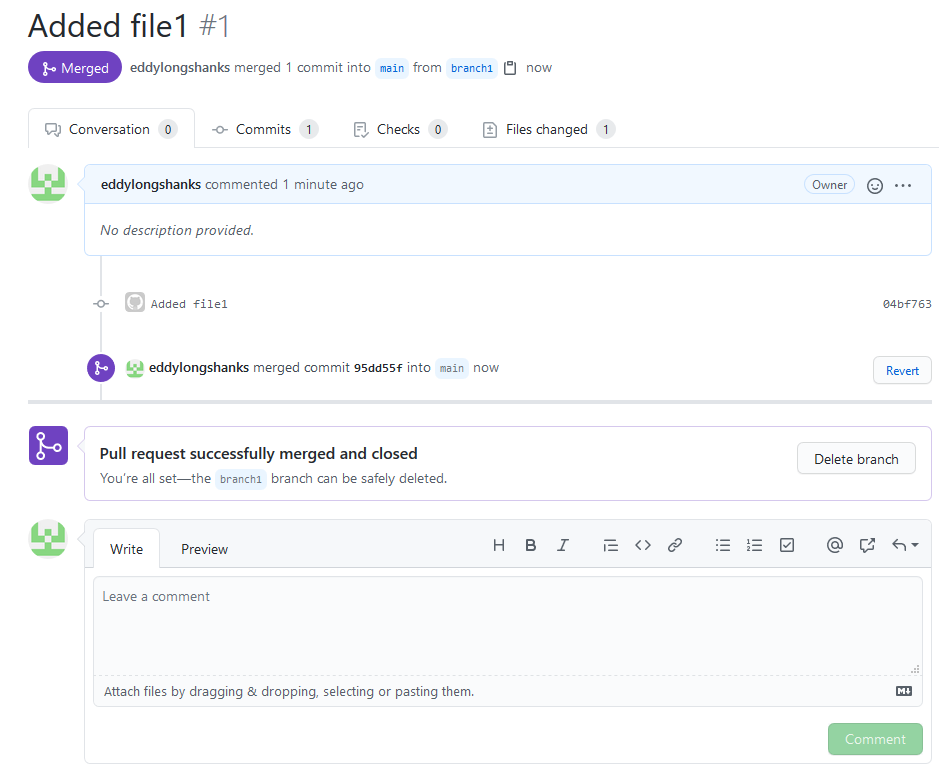 Added file1 #1
Merged eddylongshanks merged 1 commit into main from branch1 now
Conversation 0 Commits 1 Checks 0 Files changed 1
eddylongshanks commented 1 minute ago Owner
No description provided.
Added file1 04bf763
eddylongshanks merged commit 95dd55f into main now Revert
Pull request successfully merged and closed
You're all set—the branch1 branch can be safely deleted.
Delete branch
Write Preview
Leave a comment
Attach files by dragging & dropping, selecting or pasting them.
Comment